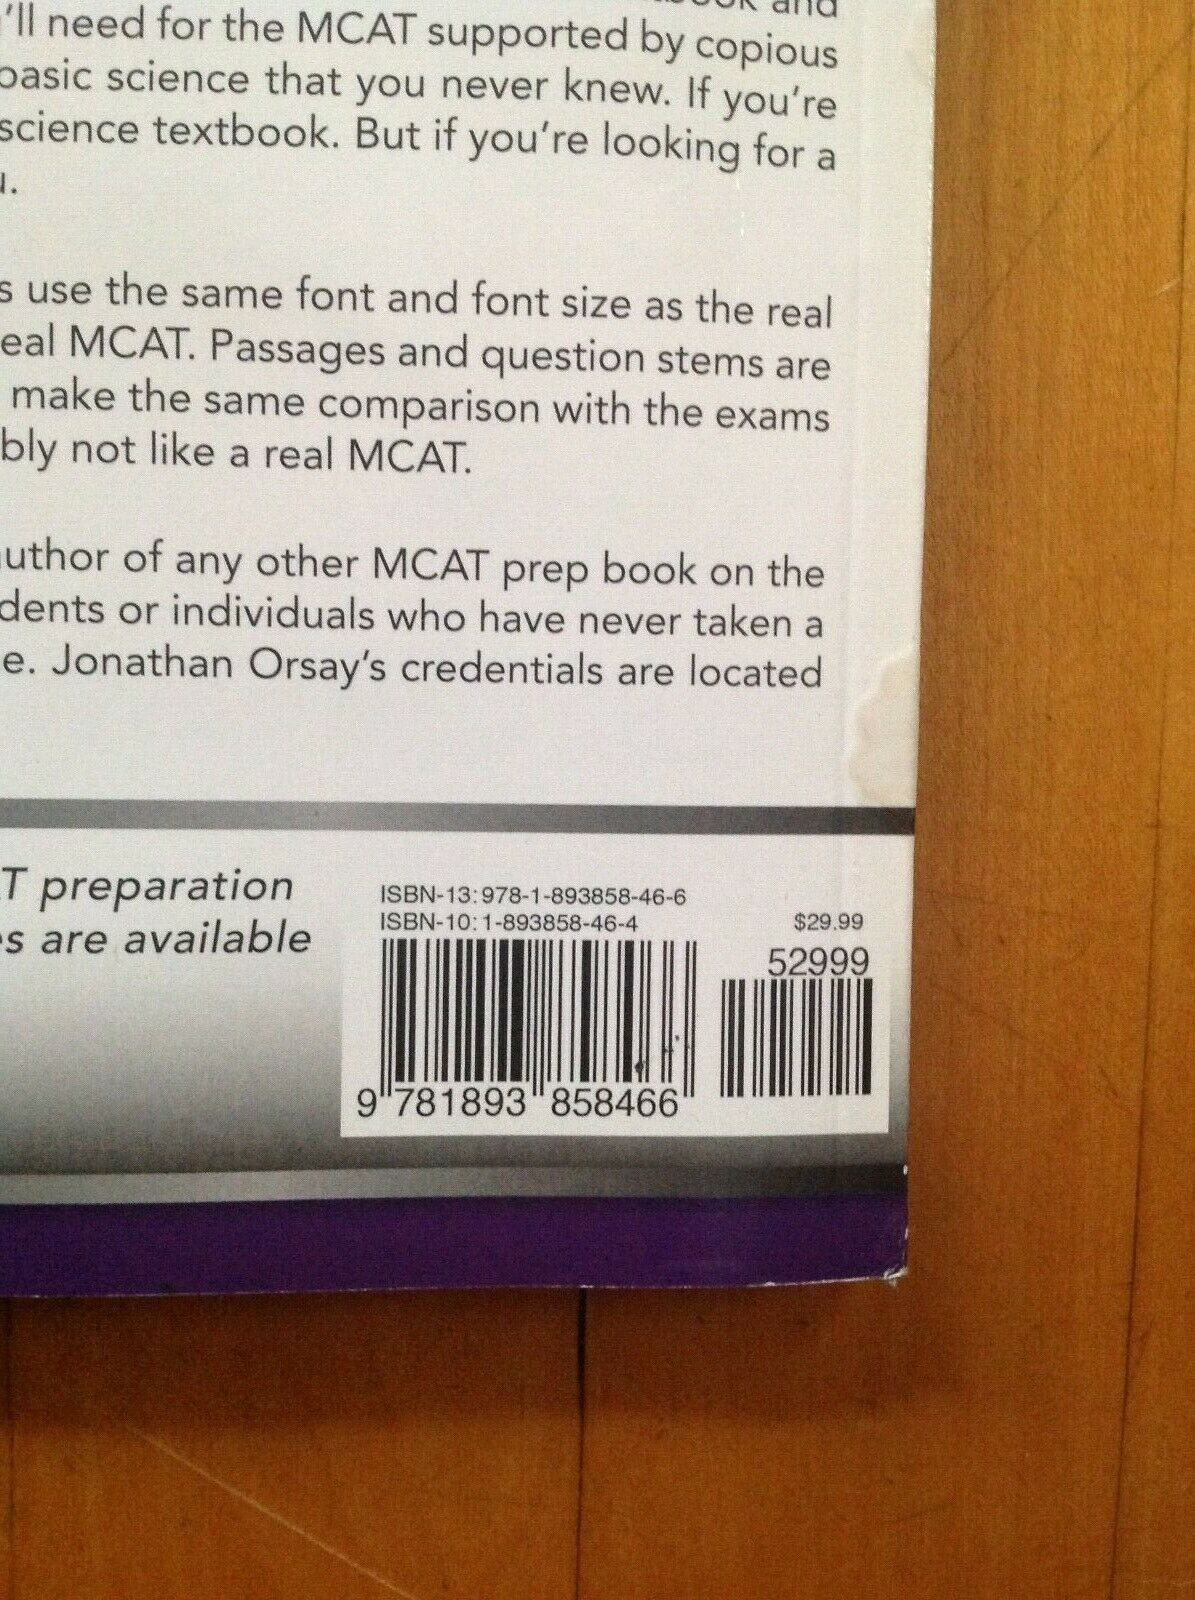 and
'll need for the MCAT supported by copious
basic science that you never knew. If you're
science textbook. But if you're looking for a
s use the same font and font size as the real
eal MCAT. Passages and question stems are
make the same comparison with the exams
bly not like a real MCAT.
author of any other MCAT prep book on the
dents or individuals who have never taken a
e. Jonathan Orsay's credentials are located
T preparation
es are available
ISBN-13: 978-1-893858-46-6
ISBN-10: 1-893858-46-4
$29.99
52999
9 781893 858466